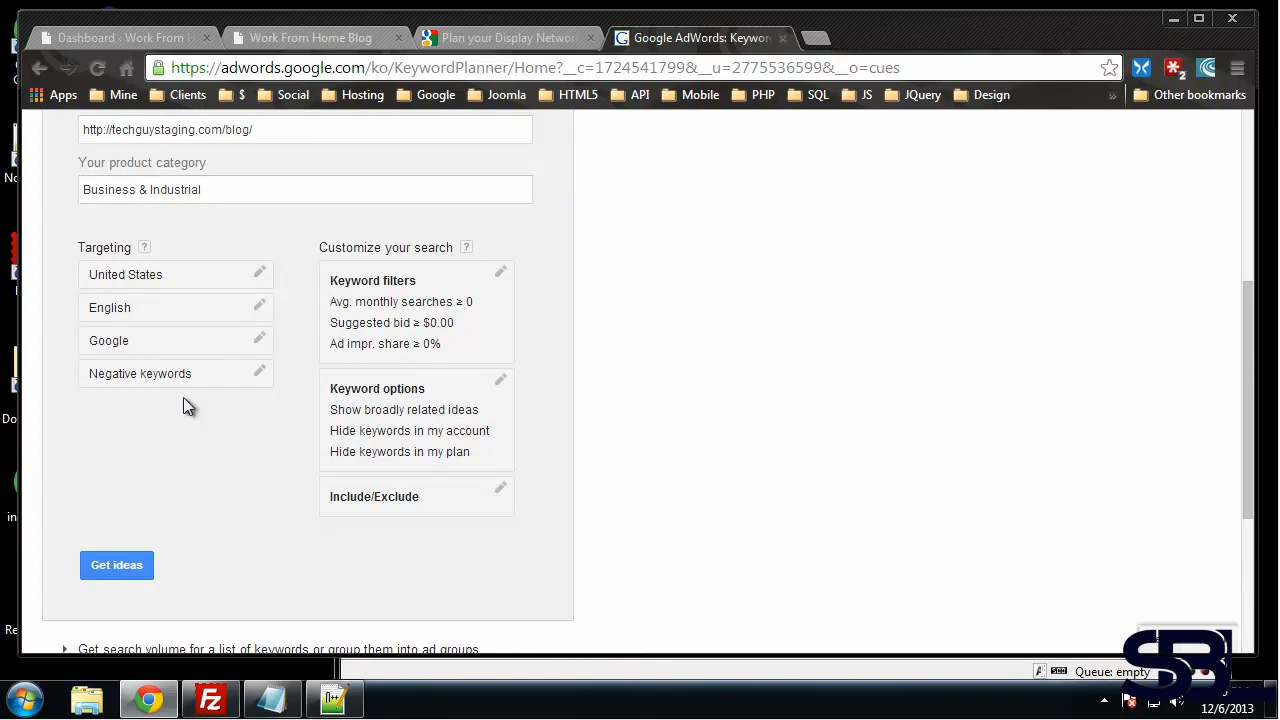 Dashboard ‹ Work From
Work From Home Blog
Plan your Display Network
Google AdWords: Keywor
https://adwords.google.com/ko/KeywordPlanner/Home?__c=1724541799&__u=2775536599&__o=cues
Apps Mine Clients $ Social Hosting Google Joomla HTML5 API Mobile PHP SQL JS JQuery Design » Other bookmarks
http://techguystaging.com/blog/
Your product category
Business & Industrial
Targeting ?
Customize your search ?
United States
English
Google
Negative keywords
Keyword filters
Avg. monthly searches ≥ 0
Suggested bid ≥ $0.00
Ad impr. share ≥ 0%
Keyword options
Show broadly related ideas
Hide keywords in my account
Hide keywords in my plan
Include/Exclude
Get ideas
Get search volume for a list of keywords or group them into ad groups
Queue: empty
SB
12/6/2013